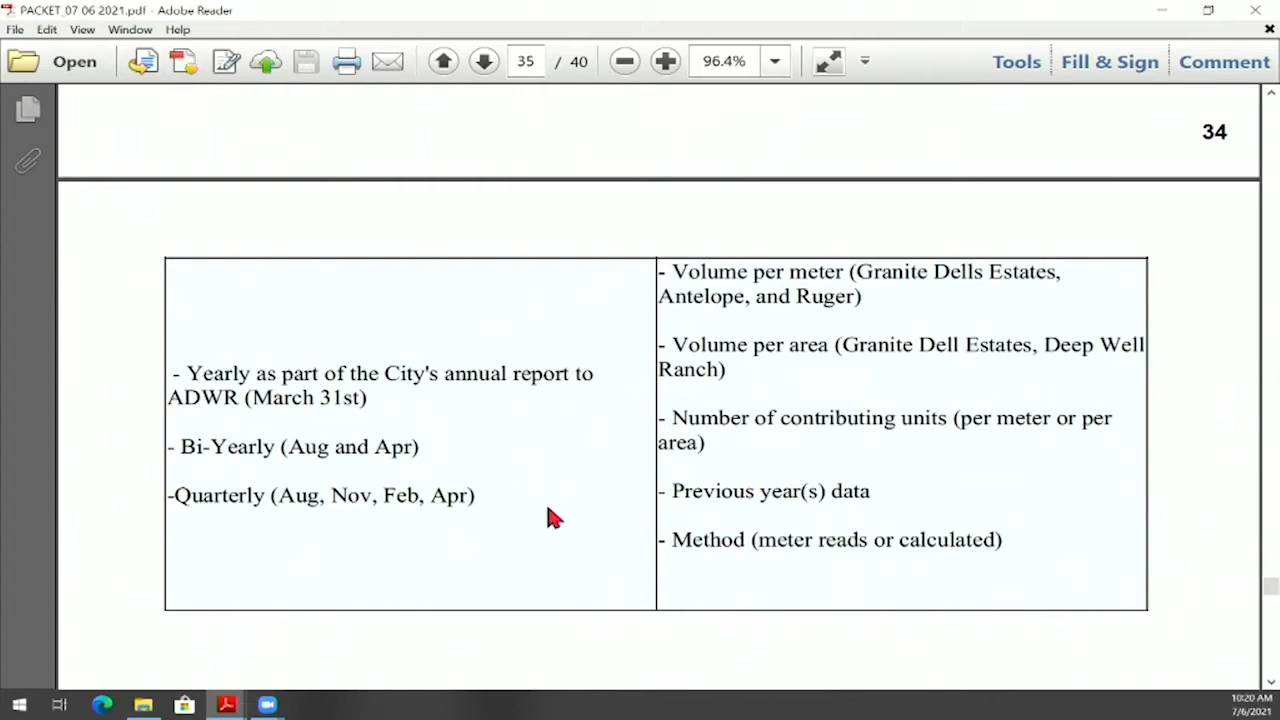 PACKET_07 06 2021.pdf - Adobe Reader
File Edit View Window Help
Open 35 / 40 96.4% Tools Fill & Sign Comment
34
- Yearly as part of the City's annual report to
ADWR (March 31st)
- Bi-Yearly (Aug and Apr)
-Quarterly (Aug, Nov, Feb, Apr)
- Volume per meter (Granite Dells Estates,
Antelope, and Ruger)
- Volume per area (Granite Dell Estates, Deep Well
Ranch)
- Number of contributing units (per meter or per
area)
- Previous year(s) data
- Method (meter reads or calculated)
10:20 AM
7/6/2021